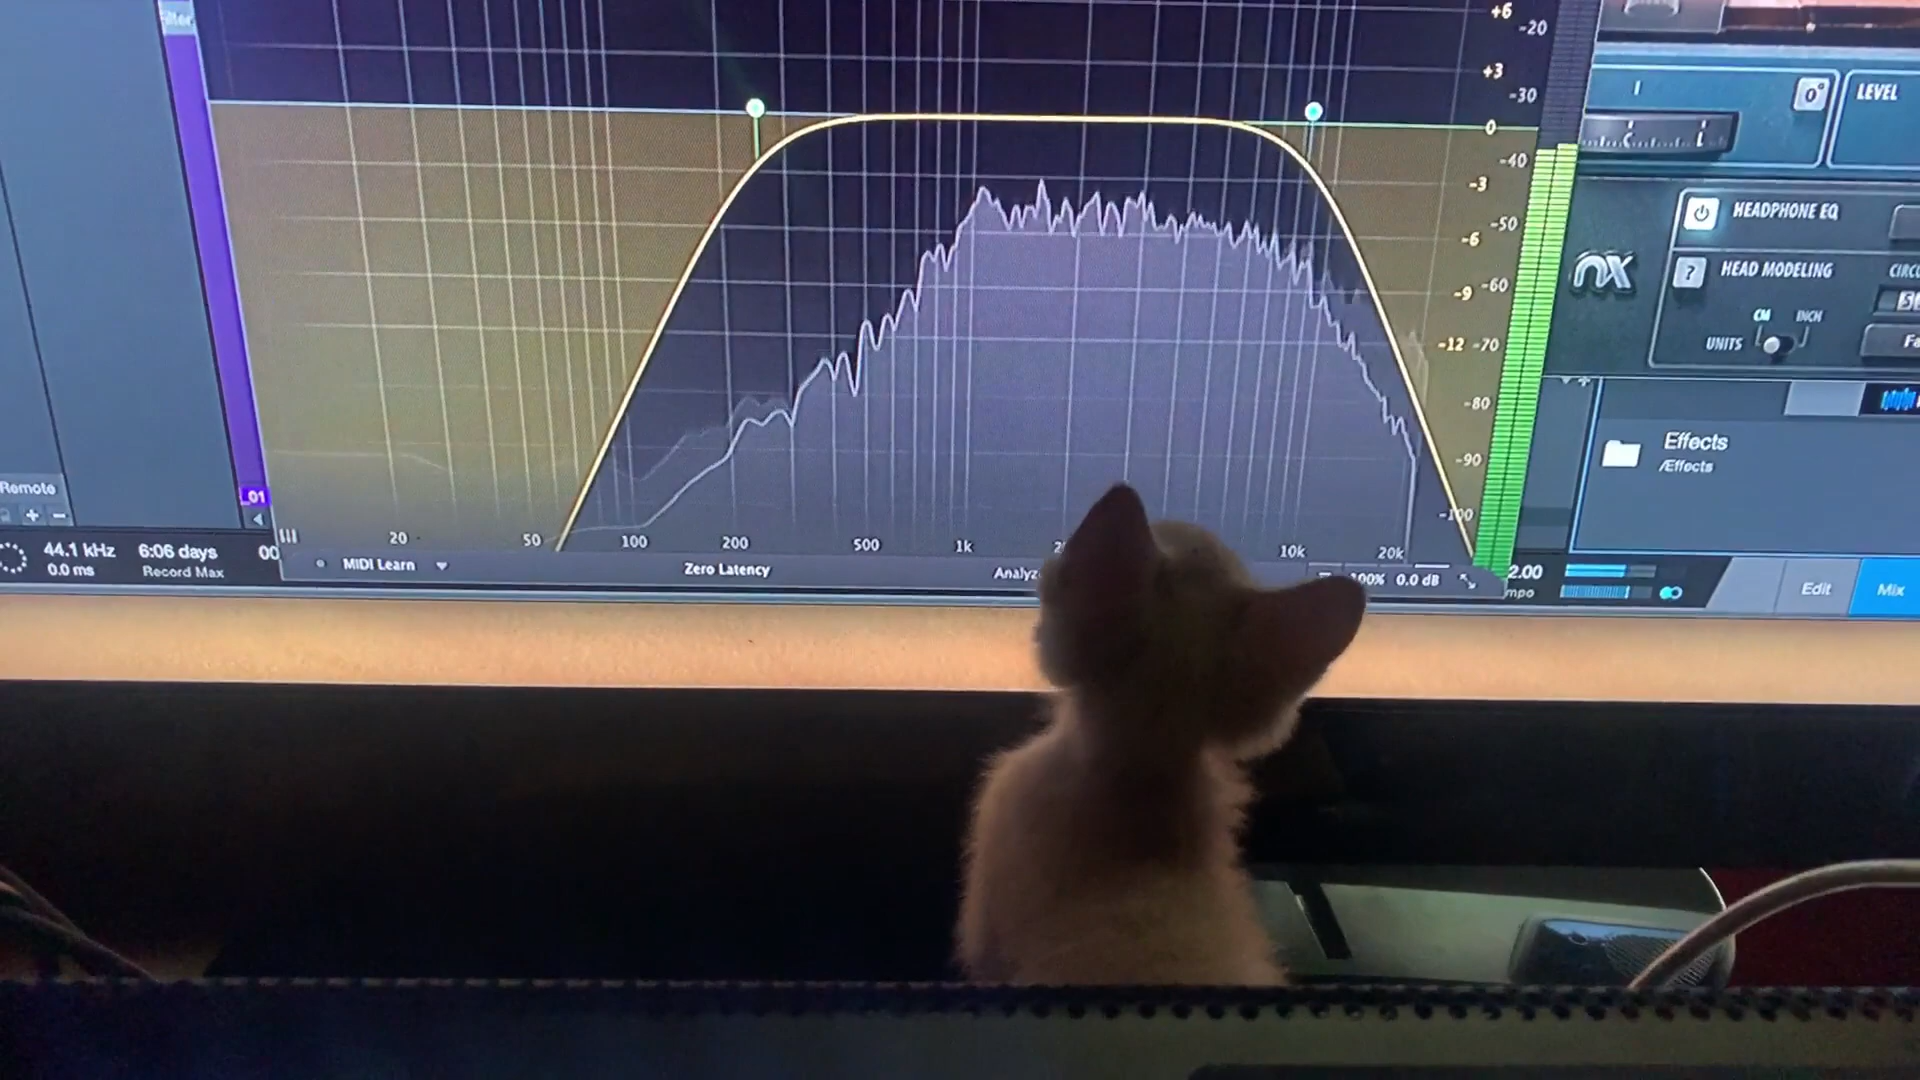 +6
-20
+3
-30
0
-40
-3
-50
-6
-60
-9
-12 -70
-80
-90
-100
20 50 100 200 500 1k 10k 20k
MIDI Learn
Zero Latency
100% 0.0 dB
Remote
+ −
44.1 kHz
0.0 ms
6:06 days
Record Max
00
01
0°
LEVEL
C L
HEADPHONE EQ
nx
?
HEAD MODELING
CM INCH
UNITS
Effects
/Effects
2.00
Edit
Mix